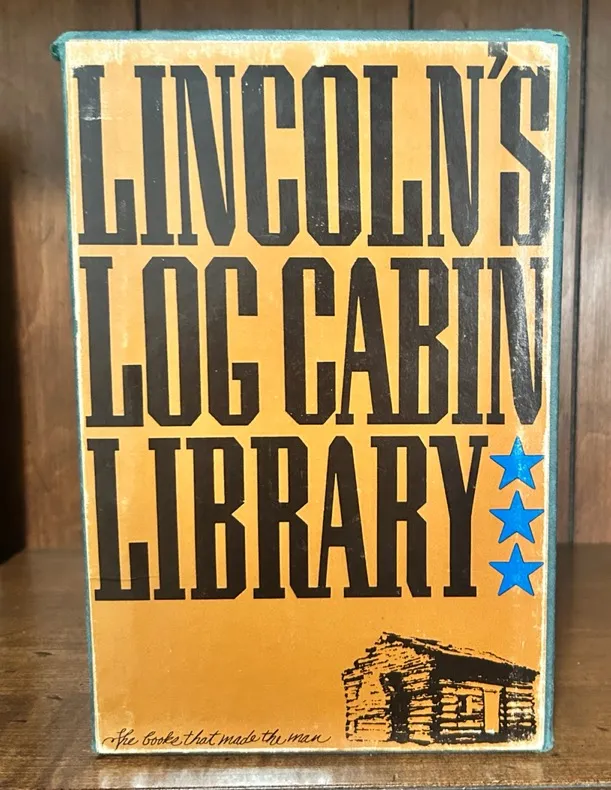 LINCOLN'S
LOG CABIN
LIBRARY
The books that made the man